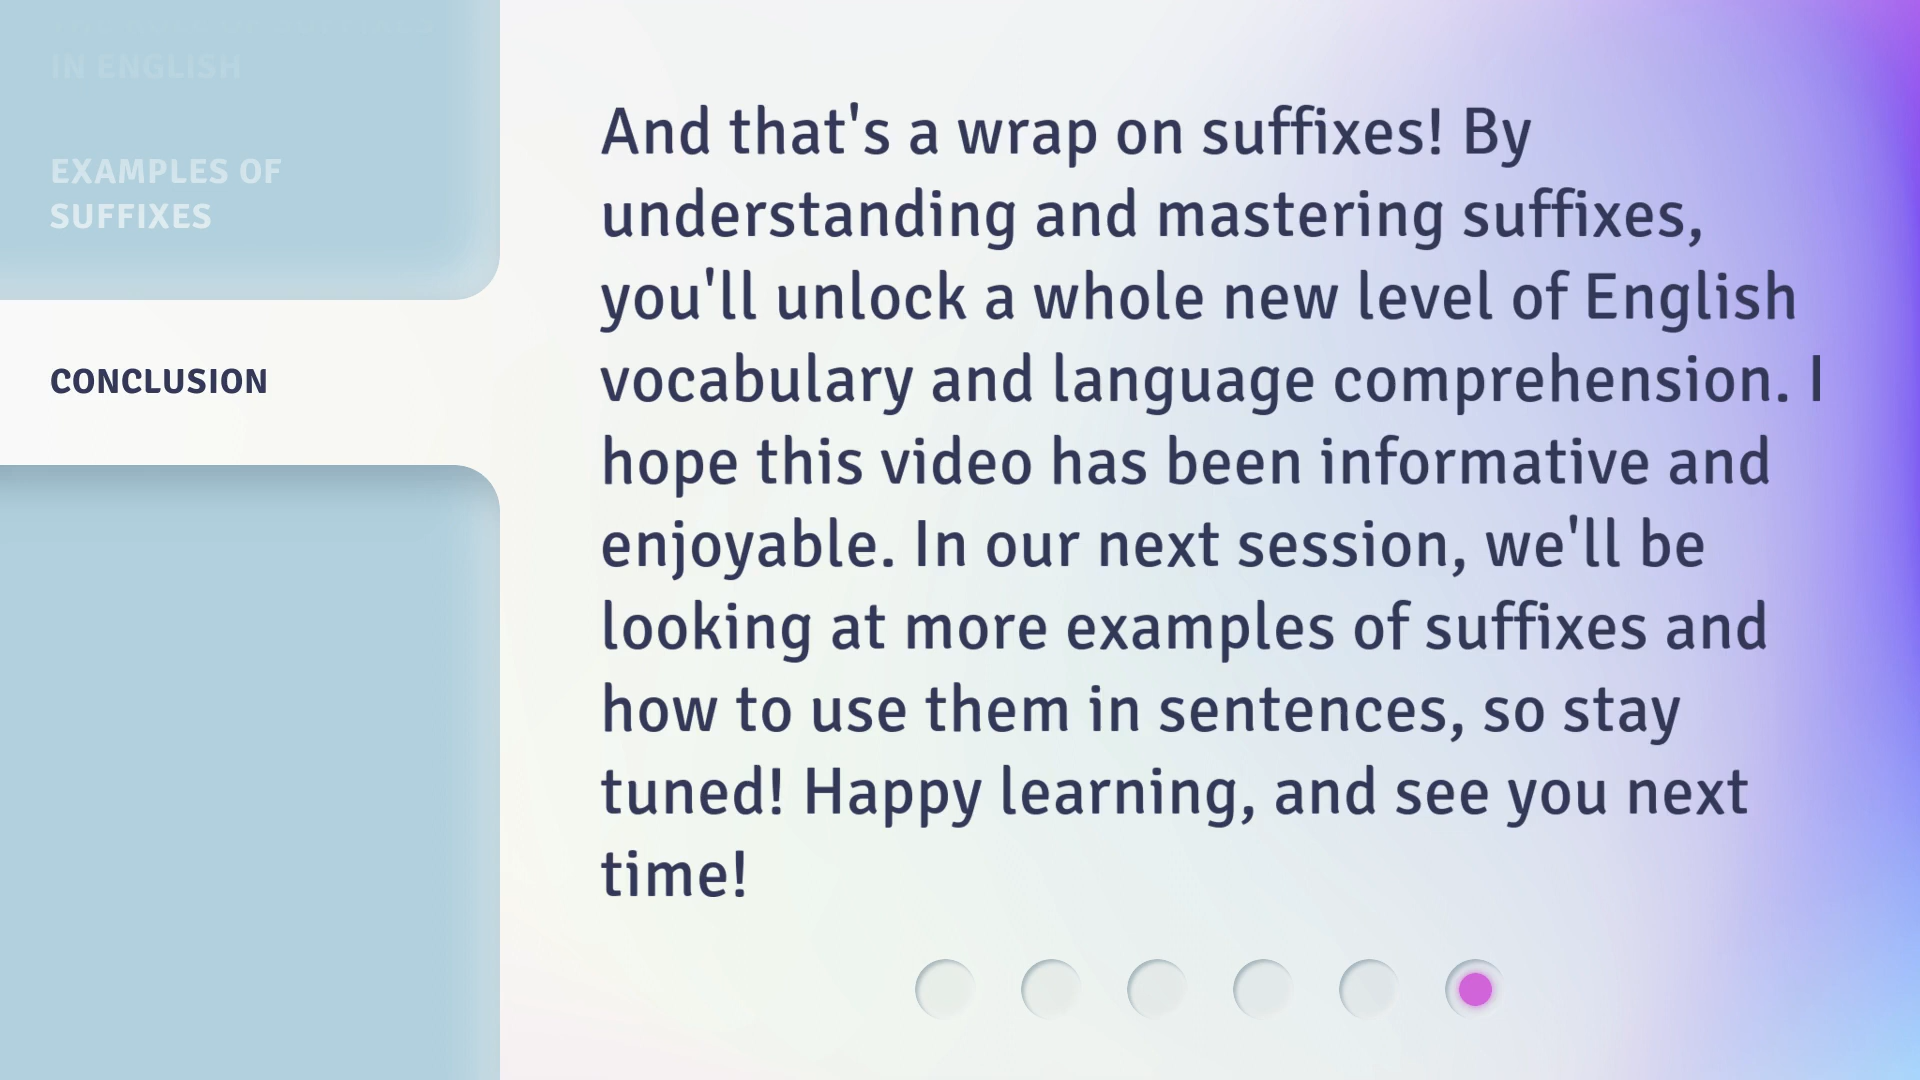 IN ENGLISH
EXAMPLES OF
SUFFIXES
CONCLUSION
And that's a wrap on suffixes! By
understanding and mastering suffixes,
you'll unlock a whole new level of English
vocabulary and language comprehension. I
hope this video has been informative and
enjoyable. In our next session, we'll be
looking at more examples of suffixes and
how to use them in sentences, so stay
tuned! Happy learning, and see you next
time!